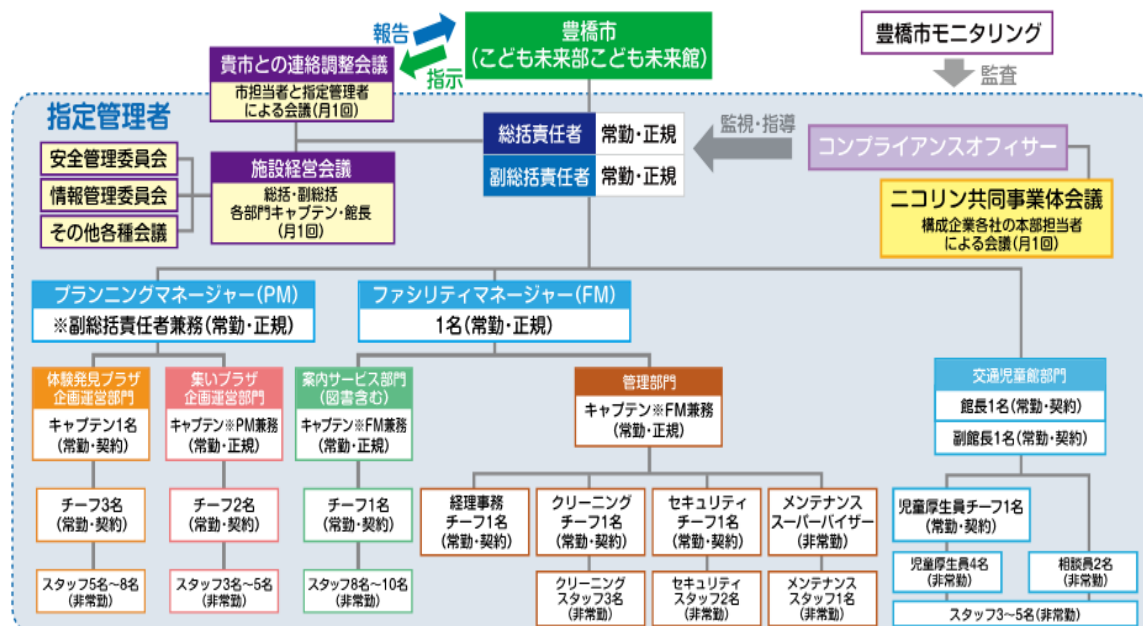 報告
指示
豊橋市
(こども未来部こども未来館)
豊橋市モニタリング
監査
貴市との連絡調整会議
市担当者と指定管理者
による会議(月1回)
指定管理者
安全管理委員会
情報管理委員会
その他各種会議
施設経営会議
総括・副総括
各部門キャプテン・館長
(月1回)
総括責任者
常勤・正規
副総括責任者
常勤・正規
監視・指導
コンプライアンスオフィサー
ニコリン共同事業体会議
構成企業各社の本部担当者
による会議(月1回)
プランニングマネージャー(PM)
※副総括責任者兼務(常勤・正規)
ファシリティマネージャー(FM)
1名(常勤・正規)
体験発見プラザ
企画運営部門
キャプテン1名
(常勤・契約)
チーフ3名
(常勤・契約)
スタッフ5名~8名
(非常勤)
集いプラザ
企画運営部門
キャプテン※PM兼務
(常勤・正規)
チーフ2名
(常勤・契約)
スタッフ3名~5名
(非常勤)
案内サービス部門
(図書含む)
キャプテン※FM兼務
(常勤・正規)
チーフ1名
(常勤・契約)
スタッフ8名~10名
(非常勤)
管理部門
キャプテン※FM兼務
(常勤・正規)
経理事務
チーフ1名
(常勤・契約)
クリーニング
チーフ1名
(常勤・契約)
クリーニング
スタッフ3名
(非常勤)
セキュリティ
チーフ1名
(常勤・契約)
セキュリティ
スタッフ2名
(非常勤)
メンテナンス
スーパーバイザー
(非常勤)
メンテナンス
スタッフ1名
(非常勤)
交通児童館部門
館長1名(常勤・契約)
副館長1名(常勤・契約)
児童厚生員チーフ1名
(常勤・契約)
児童厚生員4名
(非常勤)
相談員2名
(非常勤)
スタッフ3~5名(非常勤)